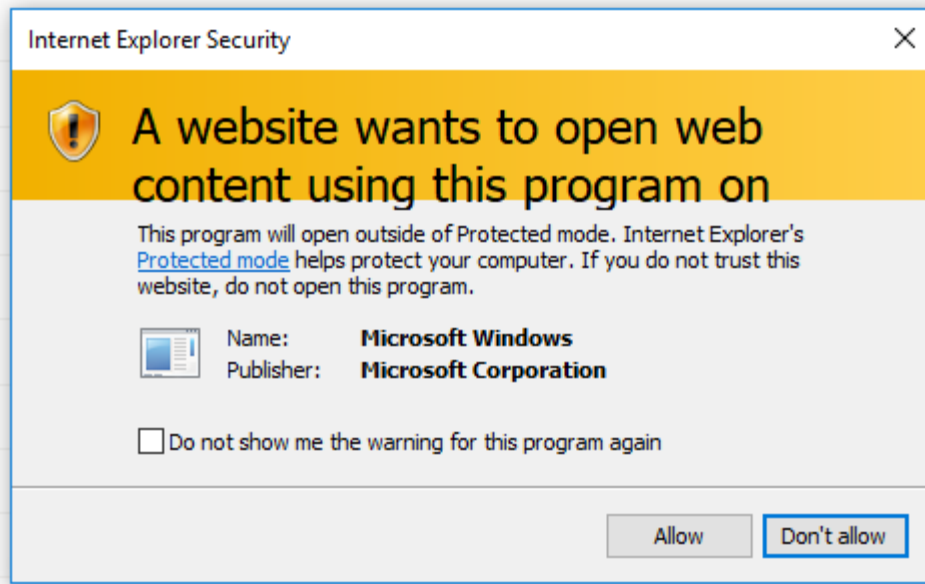 Internet Explorer Security
A website wants to open web
content using this program on
This program will open outside of Protected mode. Internet Explorer's
Protected mode helps protect your computer. If you do not trust this
website, do not open this program.
Name: Microsoft Windows
Publisher: Microsoft Corporation
Do not show me the warning for this program again
Allow Don't allow